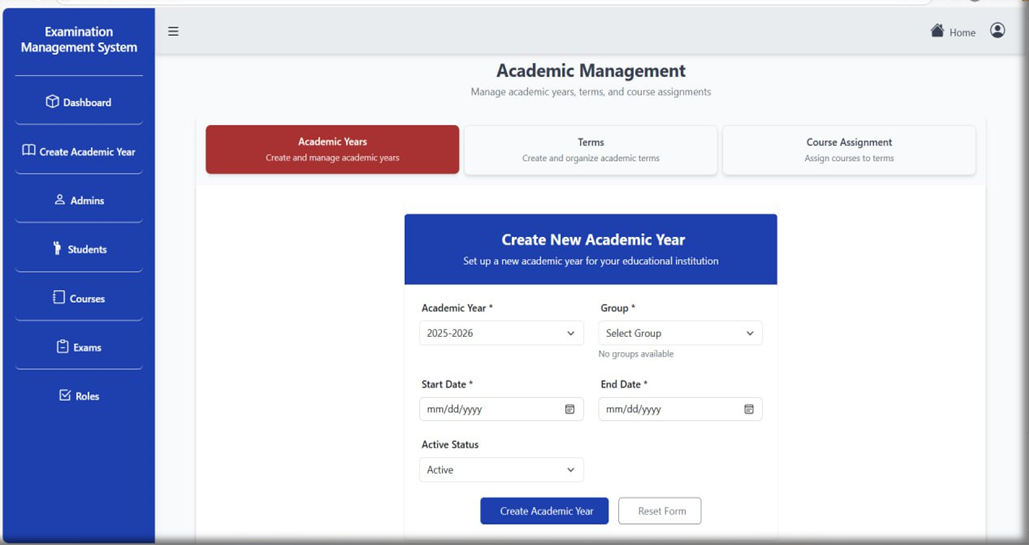 Examination
Management System
Home
Dashboard
Create Academic Year
Admins
Students
Courses
Exams
Roles
Academic Management
Manage academic years, terms, and course assignments
Academic Years
Create and manage academic years
Terms
Create and organize academic terms
Course Assignment
Assign courses to terms
Create New Academic Year
Set up a new academic year for your educational institution
Academic Year *
Group *
2025-2026
Select Group
No groups available
Start Date *
End Date *
mm/dd/yyyy
mm/dd/yyyy
Active Status
Active
Create Academic Year
Reset Form